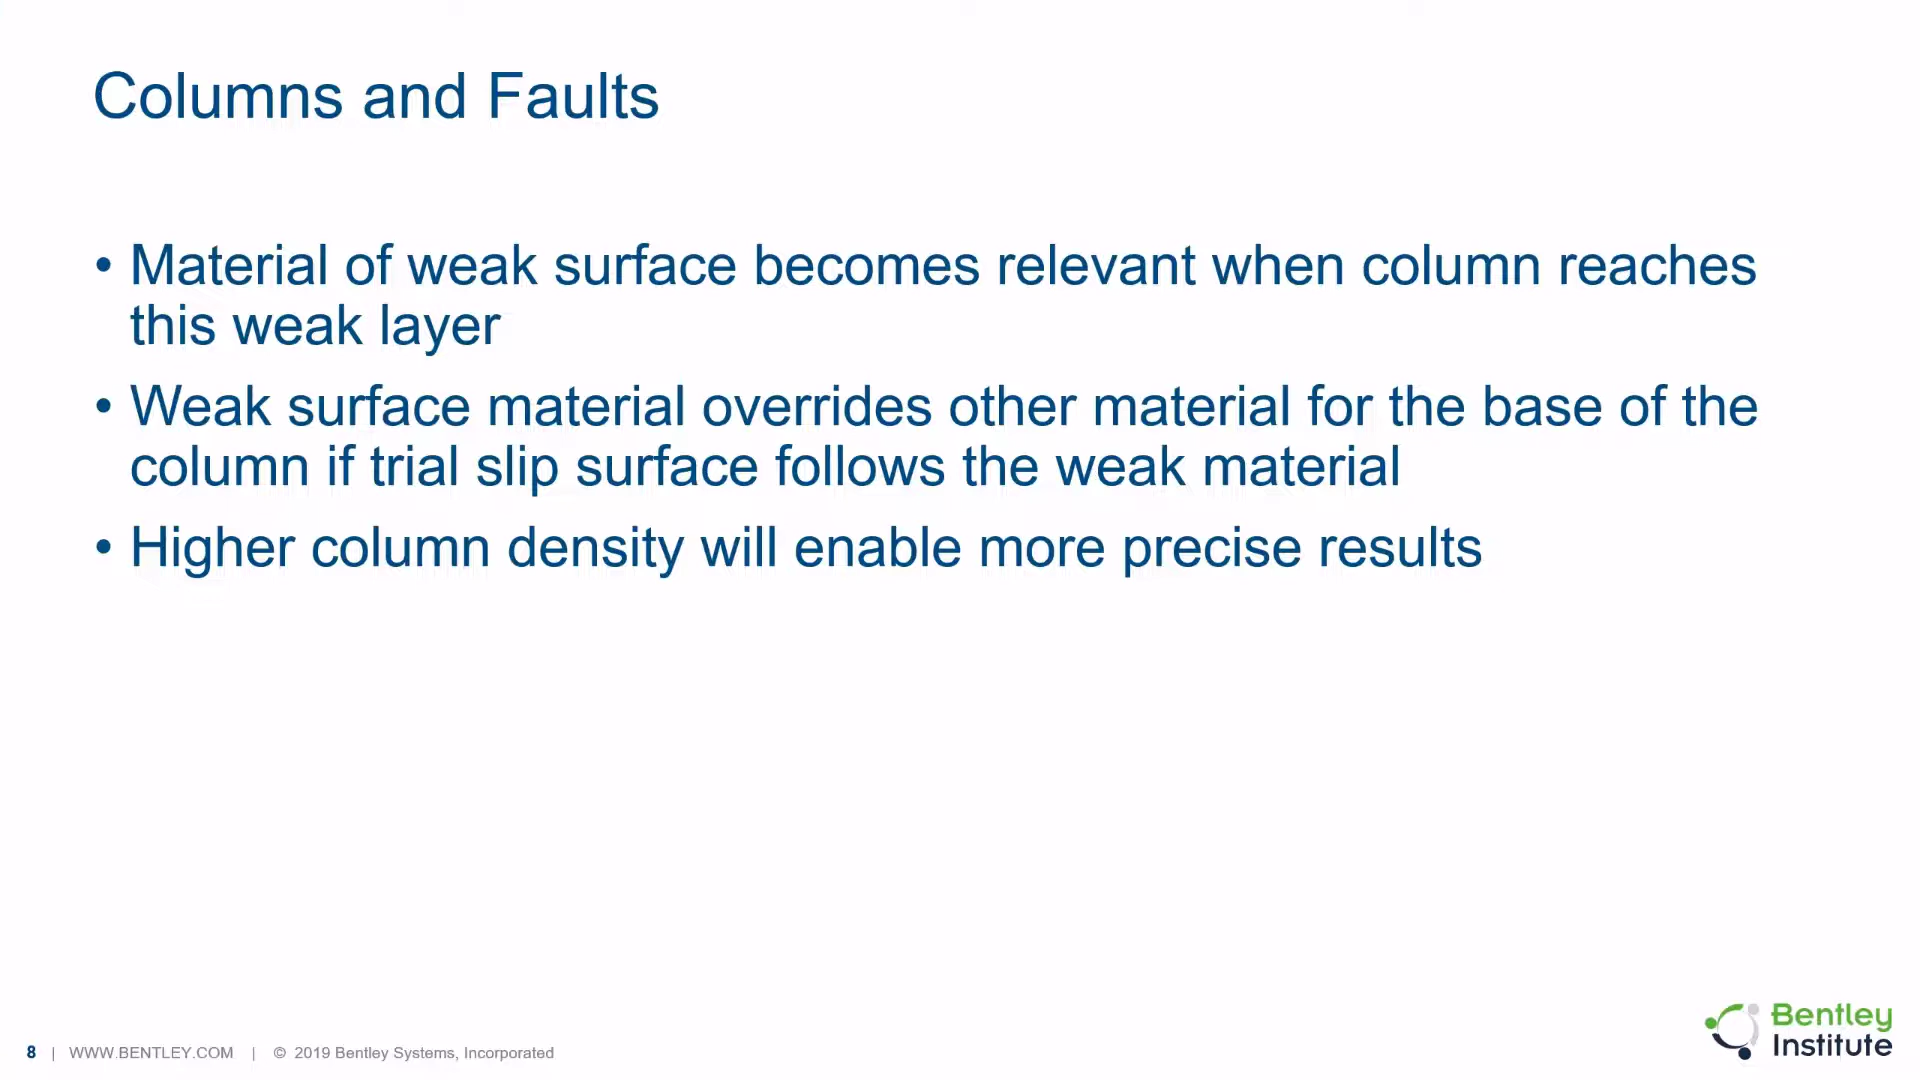 Columns and Faults
• Material of weak surface becomes relevant when column reaches
this weak layer
• Weak surface material overrides other material for the base of the
column if trial slip surface follows the weak material
• Higher column density will enable more precise results
8 | WWW.BENTLEY.COM | © 2019 Bentley Systems, Incorporated
Bentley
Institute